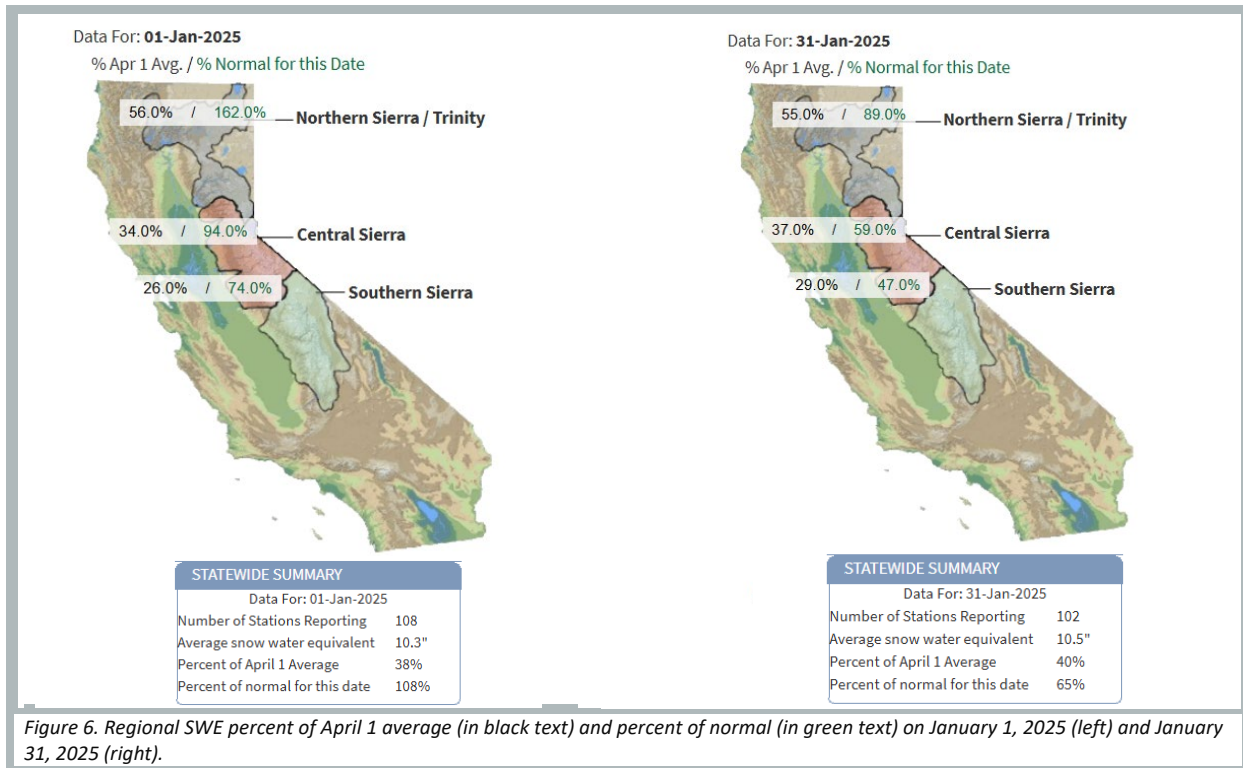 Data For: 01-Jan-2025
% Apr 1 Avg. / % Normal for this Date
56.0% / 162.0%
Northern Sierra / Trinity
34.0% / 94.0%
Central Sierra
26.0% / 74.0%
Southern Sierra
STATEWIDE SUMMARY
Data For: 01-Jan-2025
Number of Stations Reporting 108
Average snow water equivalent 10.3"
Percent of April 1 Average 38%
Percent of normal for this date 108%
Data For: 31-Jan-2025
% Apr 1 Avg. / % Normal for this Date
55.0% / 89.0%
Northern Sierra / Trinity
37.0% / 59.0%
Central Sierra
29.0% / 47.0%
Southern Sierra
STATEWIDE SUMMARY
Data For: 31-Jan-2025
Number of Stations Reporting 102
Average snow water equivalent 10.5"
Percent of April 1 Average 40%
Percent of normal for this date 65%
Figure 6. Regional SWE percent of April 1 average (in black text) and percent of normal (in green text) on January 1, 2025 (left) and January
31, 2025 (right).